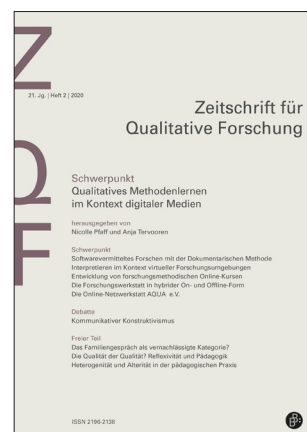 Z
Q
F
21. Jg. | Heft 2 | 2020
Zeitschrift für
Qualitative Forschung
Schwerpunkt
Qualitatives Methodenlernen
im Kontext digitaler Medien
herausgegeben von
Nicolle Pfaff und Anja Tervooren
Schwerpunkt
Softwarevermitteltes Forschen mit der Dokumentarischen Methode
Interpretieren im Kontext virtueller Forschungsumgebungen
Entwicklung von forschungsmethodischen Online-Kursen
Die Forschungswerkstatt in hybrider On- und Offline-Form
Die Online-Netzwerkstatt AQUA e.V.
Debatte
Kommunikativer Konstruktivismus
Freier Teil
Das Familiengespräch als vernachlässigte Kategorie?
Die Qualität der Qualität? Reflexivität und Pädagogik
Heterogenität und Alterität in der pädagogischen Praxis
ISSN 2196-2138